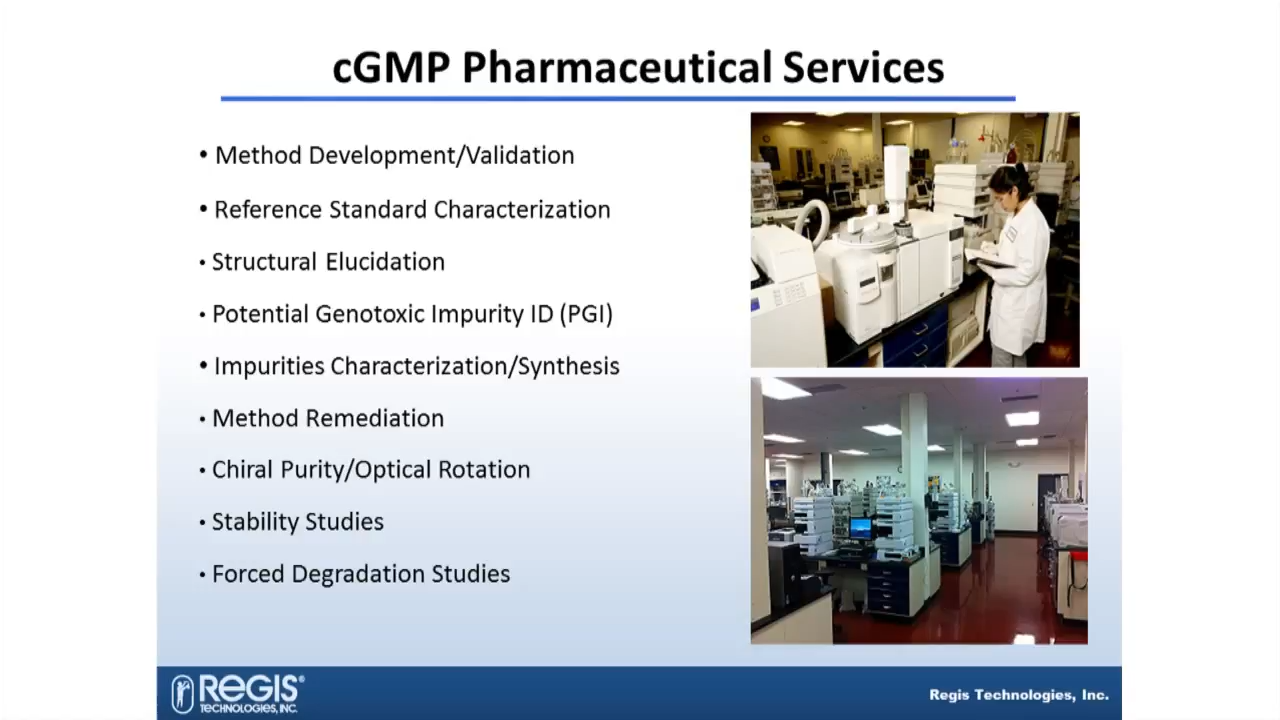 cGMP Pharmaceutical Services
• Method Development/Validation
• Reference Standard Characterization
• Structural Elucidation
• Potential Genotoxic Impurity ID (PGI)
• Impurities Characterization/Synthesis
• Method Remediation
• Chiral Purity/Optical Rotation
• Stability Studies
• Forced Degradation Studies
REGIS®
TECHNOLOGIES, INC.
Regis Technologies, Inc.